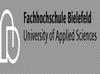 Fachhochschule Bielefeld
University of Applied Sciences